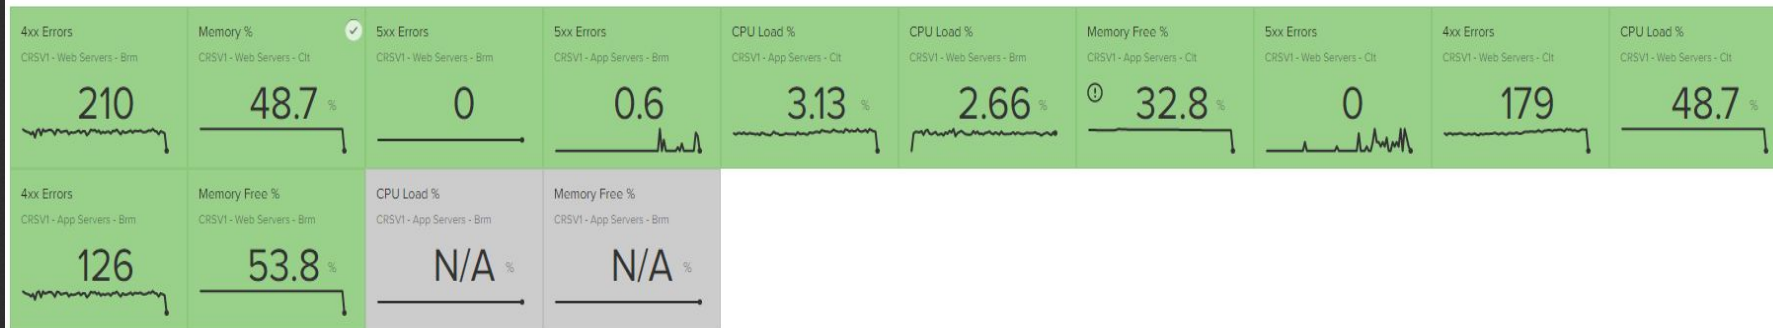 4xx Errors
CRSV1 - Web Servers - Brm
210
Memory %
CRSV1 - Web Servers - Clt
48.7 %
5xx Errors
CRSV1 - Web Servers - Brm
0
5xx Errors
CRSV1 - App Servers - Brm
0.6
CPU Load %
CRSV1 - App Servers - Clt
3.13 %
CPU Load %
CRSV1 - Web Servers - Brm
2.66 %
Memory Free %
CRSV1 - App Servers - Clt
32.8 %
5xx Errors
CRSV1 - Web Servers - Clt
0
4xx Errors
CRSV1 - Web Servers - Clt
179
CPU Load %
CRSV1 - Web Servers - Clt
48.7 %
4xx Errors
CRSV1 - App Servers - Brm
126
Memory Free %
CRSV1 - Web Servers - Brm
53.8 %
CPU Load %
CRSV1 - App Servers - Brm
N/A %
Memory Free %
CRSV1 - App Servers - Brm
N/A %